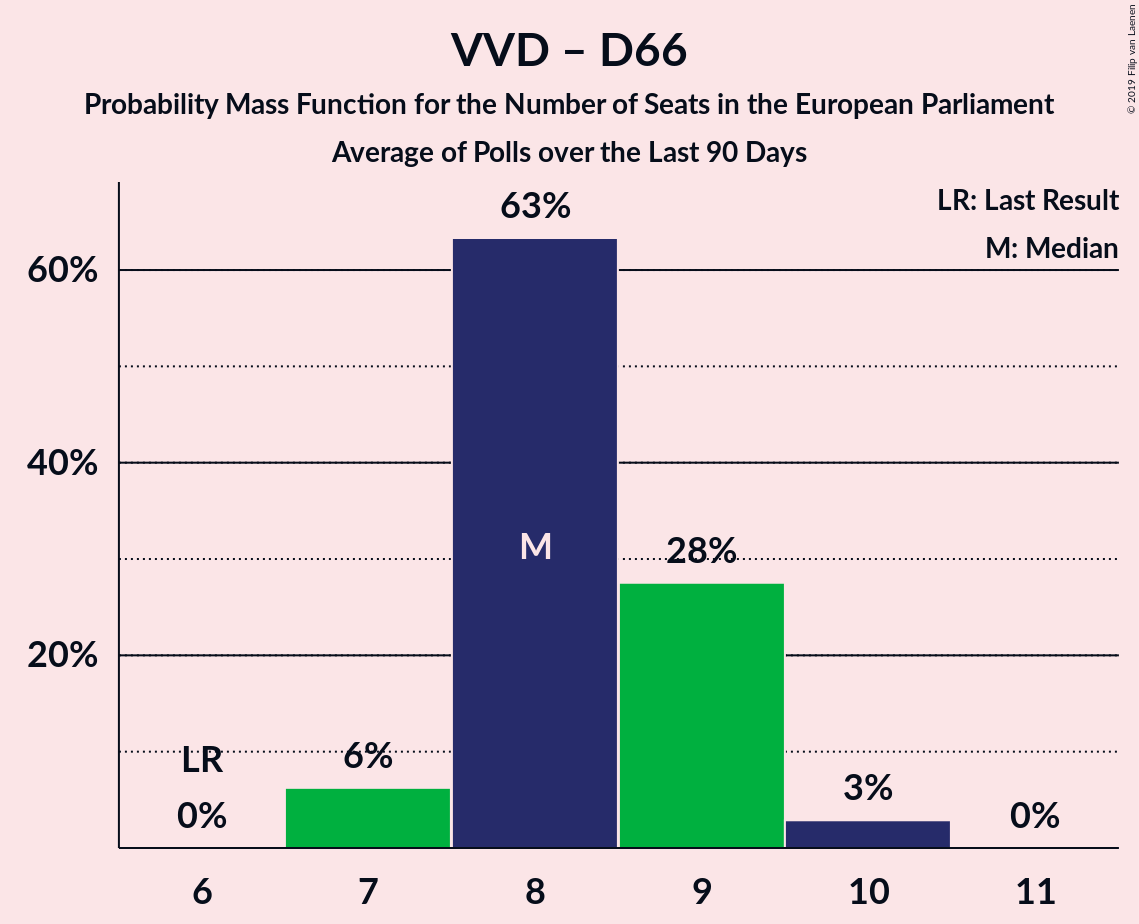 VVD – D66
Probability Mass Function for the Number of Seats in the European Parliament
Average of Polls over the Last 90 Days
© 2019 Filip van Laenen
LR: Last Result
M: Median
63%
60%
40%
20%
M
28%
LR
0%
6%
3%
0%
6 7 8 9 10 11